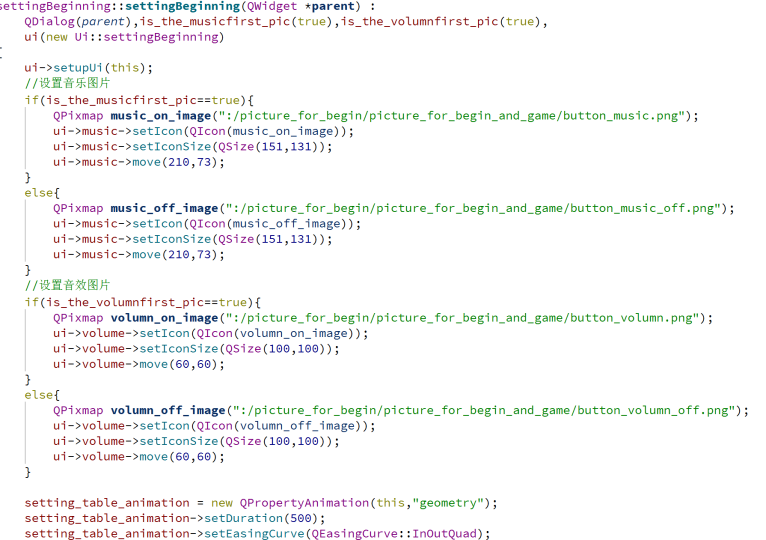 settingBeginning::settingBeginning(QWidget *parent) :
    QDialog(parent),is_the_musicfirst_pic(true),is_the_volumnfirst_pic(true),
    ui(new Ui::settingBeginning)
{
    ui->setupUi(this);
    //设置音乐图片
    if(is_the_musicfirst_pic==true){
        QPixmap music_on_image(":/picture_for_begin/picture_for_begin_and_game/button_music.png");
        ui->music->setIcon(QIcon(music_on_image));
        ui->music->setIconSize(QSize(151,131));
        ui->music->move(210,73);
    }
    else{
        QPixmap music_off_image(":/picture_for_begin/picture_for_begin_and_game/button_music_off.png");
        ui->music->setIcon(QIcon(music_off_image));
        ui->music->setIconSize(QSize(151,131));
        ui->music->move(210,73);
    }
    //设置音效图片
    if(is_the_volumnfirst_pic==true){
        QPixmap volumn_on_image(":/picture_for_begin/picture_for_begin_and_game/button_volumn.png");
        ui->volume->setIcon(QIcon(volumn_on_image));
        ui->volume->setIconSize(QSize(100,100));
        ui->volume->move(60,60);
    }
    else{
        QPixmap volumn_off_image(":/picture_for_begin/picture_for_begin_and_game/button_volumn_off.png");
        ui->volume->setIcon(QIcon(volumn_off_image));
        ui->volume->setIconSize(QSize(100,100));
        ui->volume->move(60,60);
    }

    setting_table_animation = new QPropertyAnimation(this,"geometry");
    setting_table_animation->setDuration(500);
    setting_table_animation->setEasingCurve(QEasingCurve::InOutQuad);